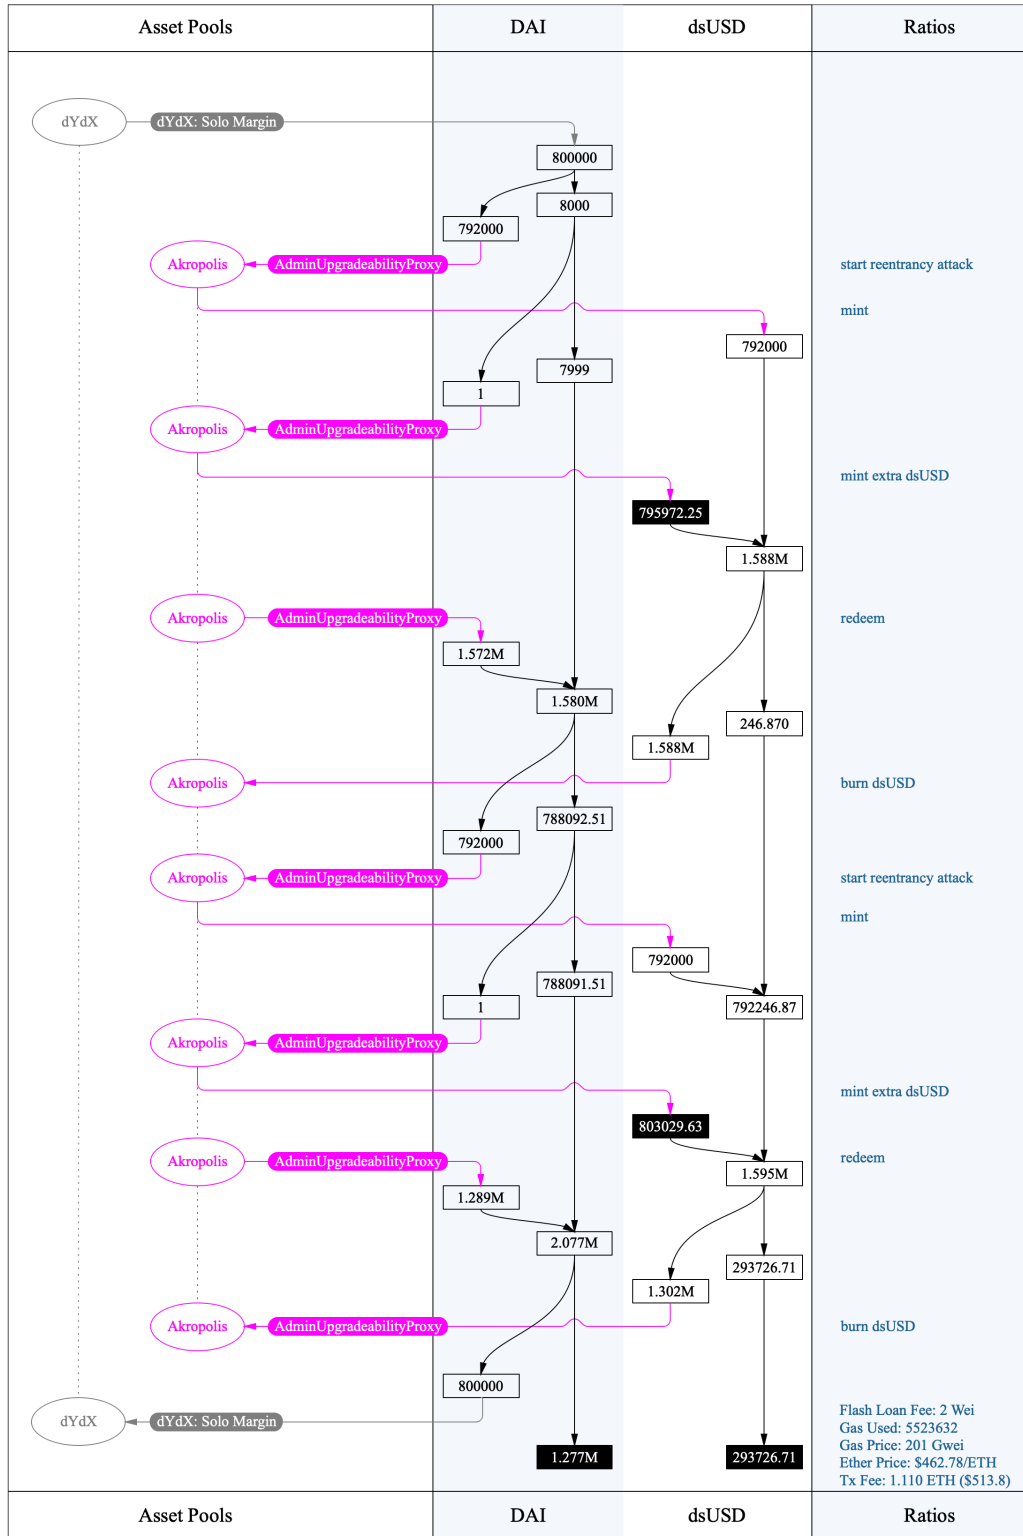 Asset Pools
DAI
dsUSD
Ratios
dYdX
dYdX: Solo Margin
800000
8000
792000
Akropolis
AdminUpgradeabilityProxy
start reentrancy attack
mint
792000
7999
1
Akropolis
AdminUpgradeabilityProxy
mint extra dsUSD
795972.25
1.588M
Akropolis
AdminUpgradeabilityProxy
redeem
1.572M
1.580M
246.870
1.588M
Akropolis
burn dsUSD
788092.51
792000
Akropolis
AdminUpgradeabilityProxy
start reentrancy attack
mint
792000
788091.51
1
792246.87
Akropolis
AdminUpgradeabilityProxy
mint extra dsUSD
803029.63
Akropolis
AdminUpgradeabilityProxy
redeem
1.595M
1.289M
2.077M
293726.71
1.302M
Akropolis
AdminUpgradeabilityProxy
burn dsUSD
800000
dYdX
dYdX: Solo Margin
Flash Loan Fee: 2 Wei
Gas Used: 5523632
Gas Price: 201 Gwei
Ether Price: $462.78/ETH
Tx Fee: 1.110 ETH ($513.8)
1.277M
293726.71
Asset Pools
DAI
dsUSD
Ratios